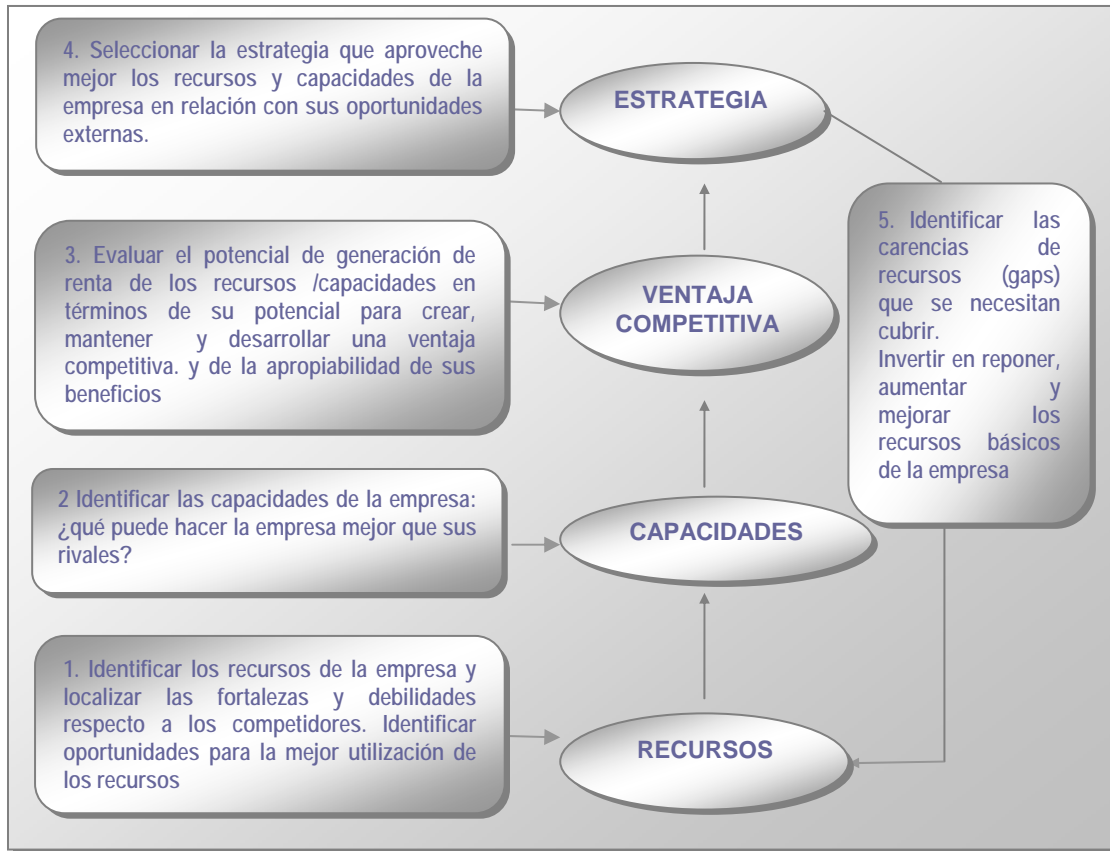 4. Seleccionar la estrategia que aproveche
mejor los recursos y capacidades de la
empresa en relación con sus oportunidades
externas.
ESTRATEGIA
3. Evaluar el potencial de generación de
renta de los recursos /capacidades en
términos de su potencial para crear,
mantener y desarrollar una ventaja
competitiva. y de la apropiabilidad de sus
beneficios
VENTAJA
COMPETITIVA
5. Identificar las
carencias de
recursos (gaps)
que se necesitan
cubrir.
Invertir en reponer,
aumentar y
mejorar los
recursos básicos
de la empresa
2 Identificar las capacidades de la empresa:
¿qué puede hacer la empresa mejor que sus
rivales?
CAPACIDADES
1. Identificar los recursos de la empresa y
localizar las fortalezas y debilidades
respecto a los competidores. Identificar
oportunidades para la mejor utilización de
los recursos
RECURSOS